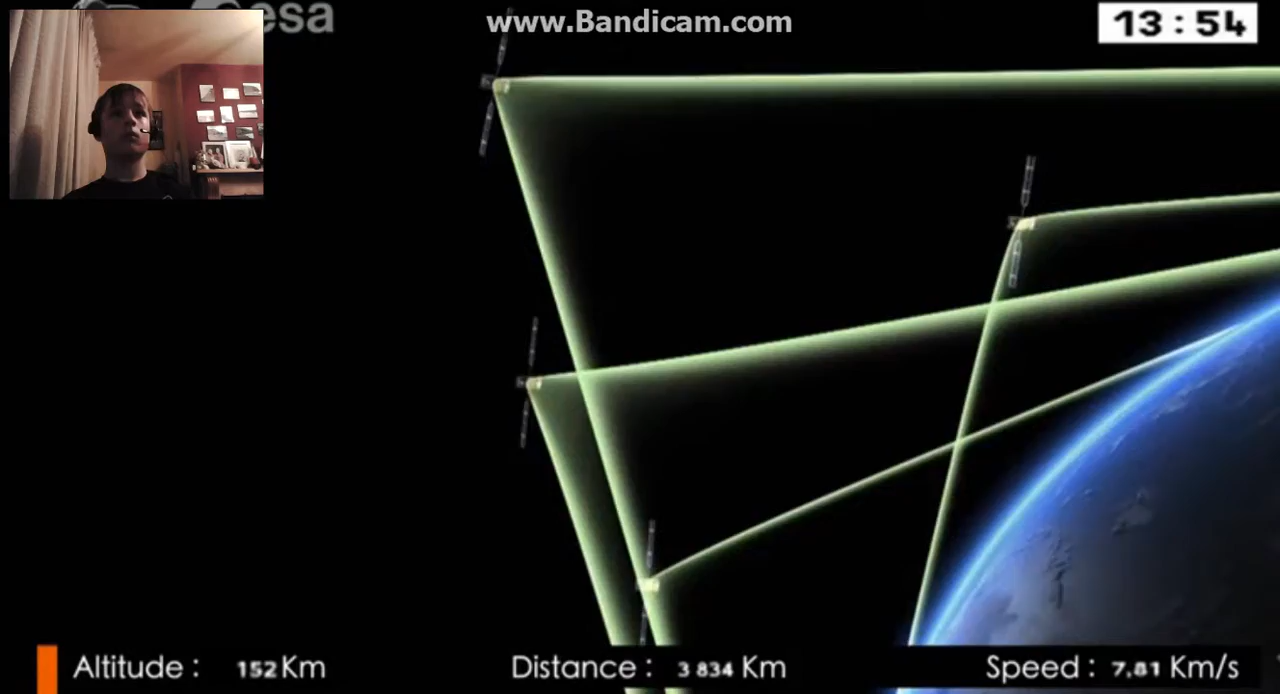 esa
www.Bandicam.com
13:54
Altitude : 152 Km
Distance : 3 834 Km
Speed : 7,81 Km/s